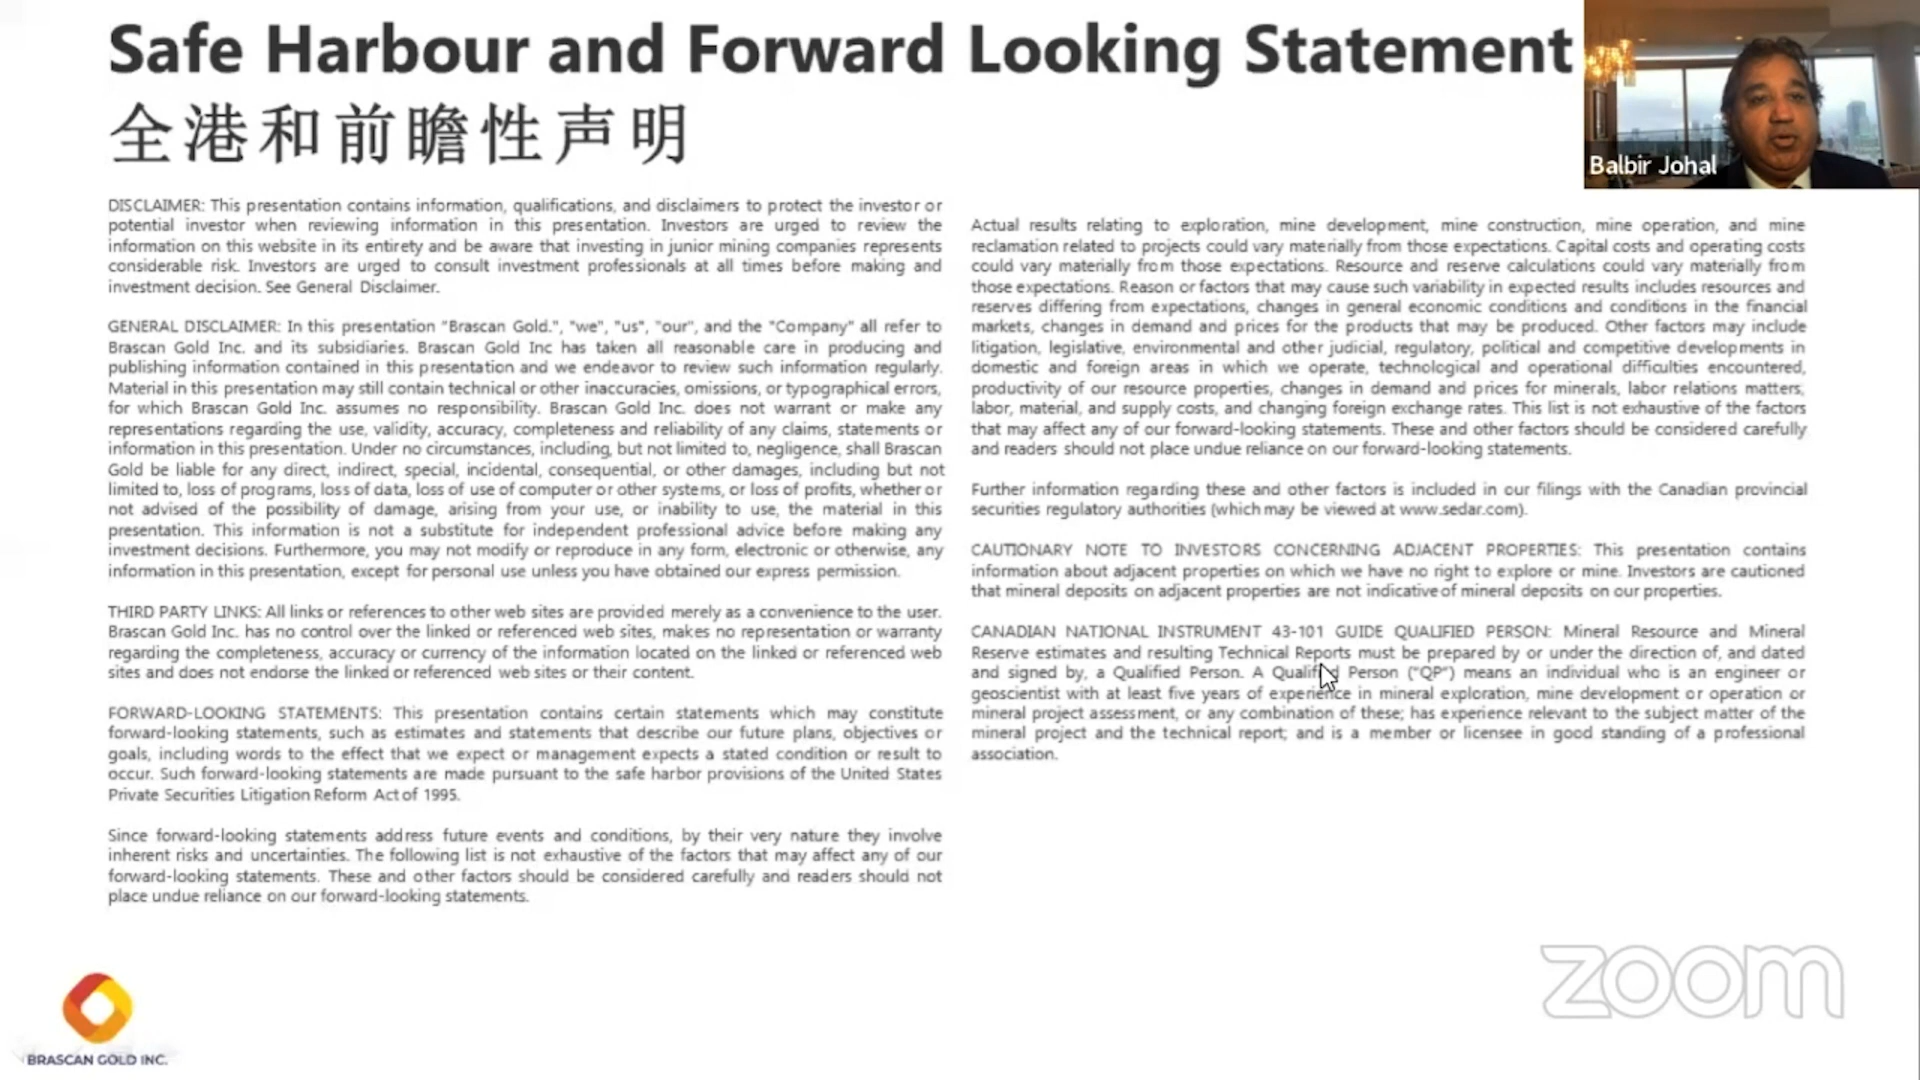 Safe Harbour and Forward Looking Statement
全港和前瞻性声明
Balbir Johal
DISCLAIMER: This presentation contains information, qualifications, and disclaimers to protect the investor or
potential investor when reviewing information in this presentation. Investors are urged to review the
information on this website in its entirety and be aware that investing in junior mining companies represents
considerable risk. Investors are urged to consult investment professionals at all times before making and
investment decision. See General Disclaimer.
GENERAL DISCLAIMER: In this presentation "Brascan Gold.", "we", "us", "our", and the "Company" all refer to
Brascan Gold Inc. and its subsidiaries. Brascan Gold Inc has taken all reasonable care in producing and
publishing information contained in this presentation and we endeavor to review such information regularly.
Material in this presentation may still contain technical or other inaccuracies, omissions, or typographical errors,
for which Brascan Gold Inc. assumes no responsibility. Brascan Gold Inc. does not warrant or make any
representations regarding the use, validity, accuracy, completeness and reliability of any claims, statements or
information in this presentation. Under no circumstances, including, but not limited to, negligence, shall Brascan
Gold be liable for any direct, indirect, special, incidental, consequential, or other damages, including but not
limited to, loss of programs, loss of data, loss of use of computer or other systems, or loss of profits, whether or
not advised of the possibility of damage, arising from your use, or inability to use, the material in this
presentation. This information is not a substitute for independent professional advice before making any
investment decisions. Furthermore, you may not modify or reproduce in any form, electronic or otherwise, any
information in this presentation, except for personal use unless you have obtained our express permission.
THIRD PARTY LINKS: All links or references to other web sites are provided merely as a convenience to the user.
Brascan Gold Inc. has no control over the linked or referenced web sites, makes no representation or warranty
regarding the completeness, accuracy or currency of the information located on the linked or referenced web
sites and does not endorse the linked or referenced web sites or their content.
FORWARD-LOOKING STATEMENTS: This presentation contains certain statements which may constitute
forward-looking statements, such as estimates and statements that describe our future plans, objectives or
goals, including words to the effect that we expect or management expects a stated condition or result to
occur. Such forward-looking statements are made pursuant to the safe harbor provisions of the United States
Private Securities Litigation Reform Act of 1995.
Since forward-looking statements address future events and conditions, by their very nature they involve
inherent risks and uncertainties. The following list is not exhaustive of the factors that may affect any of our
forward-looking statements. These and other factors should be considered carefully and readers should not
place undue reliance on our forward-looking statements.
Actual results relating to exploration, mine development, mine construction, mine operation, and mine
reclamation related to projects could vary materially from those expectations. Capital costs and operating costs
could vary materially from those expectations. Resource and reserve calculations could vary materially from
those expectations. Reason or factors that may cause such variability in expected results includes resources and
reserves differing from expectations, changes in general economic conditions and conditions in the financial
markets, changes in demand and prices for the products that may be produced. Other factors may include
litigation, legislative, environmental and other judicial, regulatory, political and competitive developments in
domestic and foreign areas in which we operate, technological and operational difficulties encountered,
productivity of our resource properties, changes in demand and prices for minerals, labor relations matters,
labor, material, and supply costs, and changing foreign exchange rates. This list is not exhaustive of the factors
that may affect any of our forward-looking statements. These and other factors should be considered carefully
and readers should not place undue reliance on our forward-looking statements.
Further information regarding these and other factors is included in our filings with the Canadian provincial
securities regulatory authorities (which may be viewed at www.sedar.com).
CAUTIONARY NOTE TO INVESTORS CONCERNING ADJACENT PROPERTIES: This presentation contains
information about adjacent properties on which we have no right to explore or mine. Investors are cautioned
that mineral deposits on adjacent properties are not indicative of mineral deposits on our properties.
CANADIAN NATIONAL INSTRUMENT 43-101 GUIDE QUALIFIED PERSON: Mineral Resource and Mineral
Reserve estimates and resulting Technical Reports must be prepared by or under the direction of, and dated
and signed by, a Qualified Person. A Qualified Person ("QP") means an individual who is an engineer or
geoscientist with at least five years of experience in mineral exploration, mine development or operation or
mineral project assessment, or any combination of these; has experience relevant to the subject matter of the
mineral project and the technical report; and is a member or licensee in good standing of a professional
association.
BRASCAN GOLD INC.
zoom